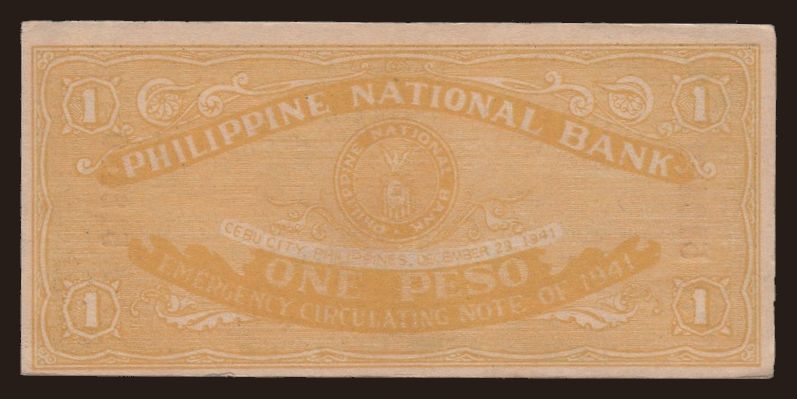 1
1
PHILIPPINE NATIONAL BANK
PHILIPPINE NATIONAL BANK
CEBU CITY, PHILIPPINES, DECEMBER 29, 1941
ONE PESO
EMERGENCY CIRCULATING NOTE OF 1941
1
1